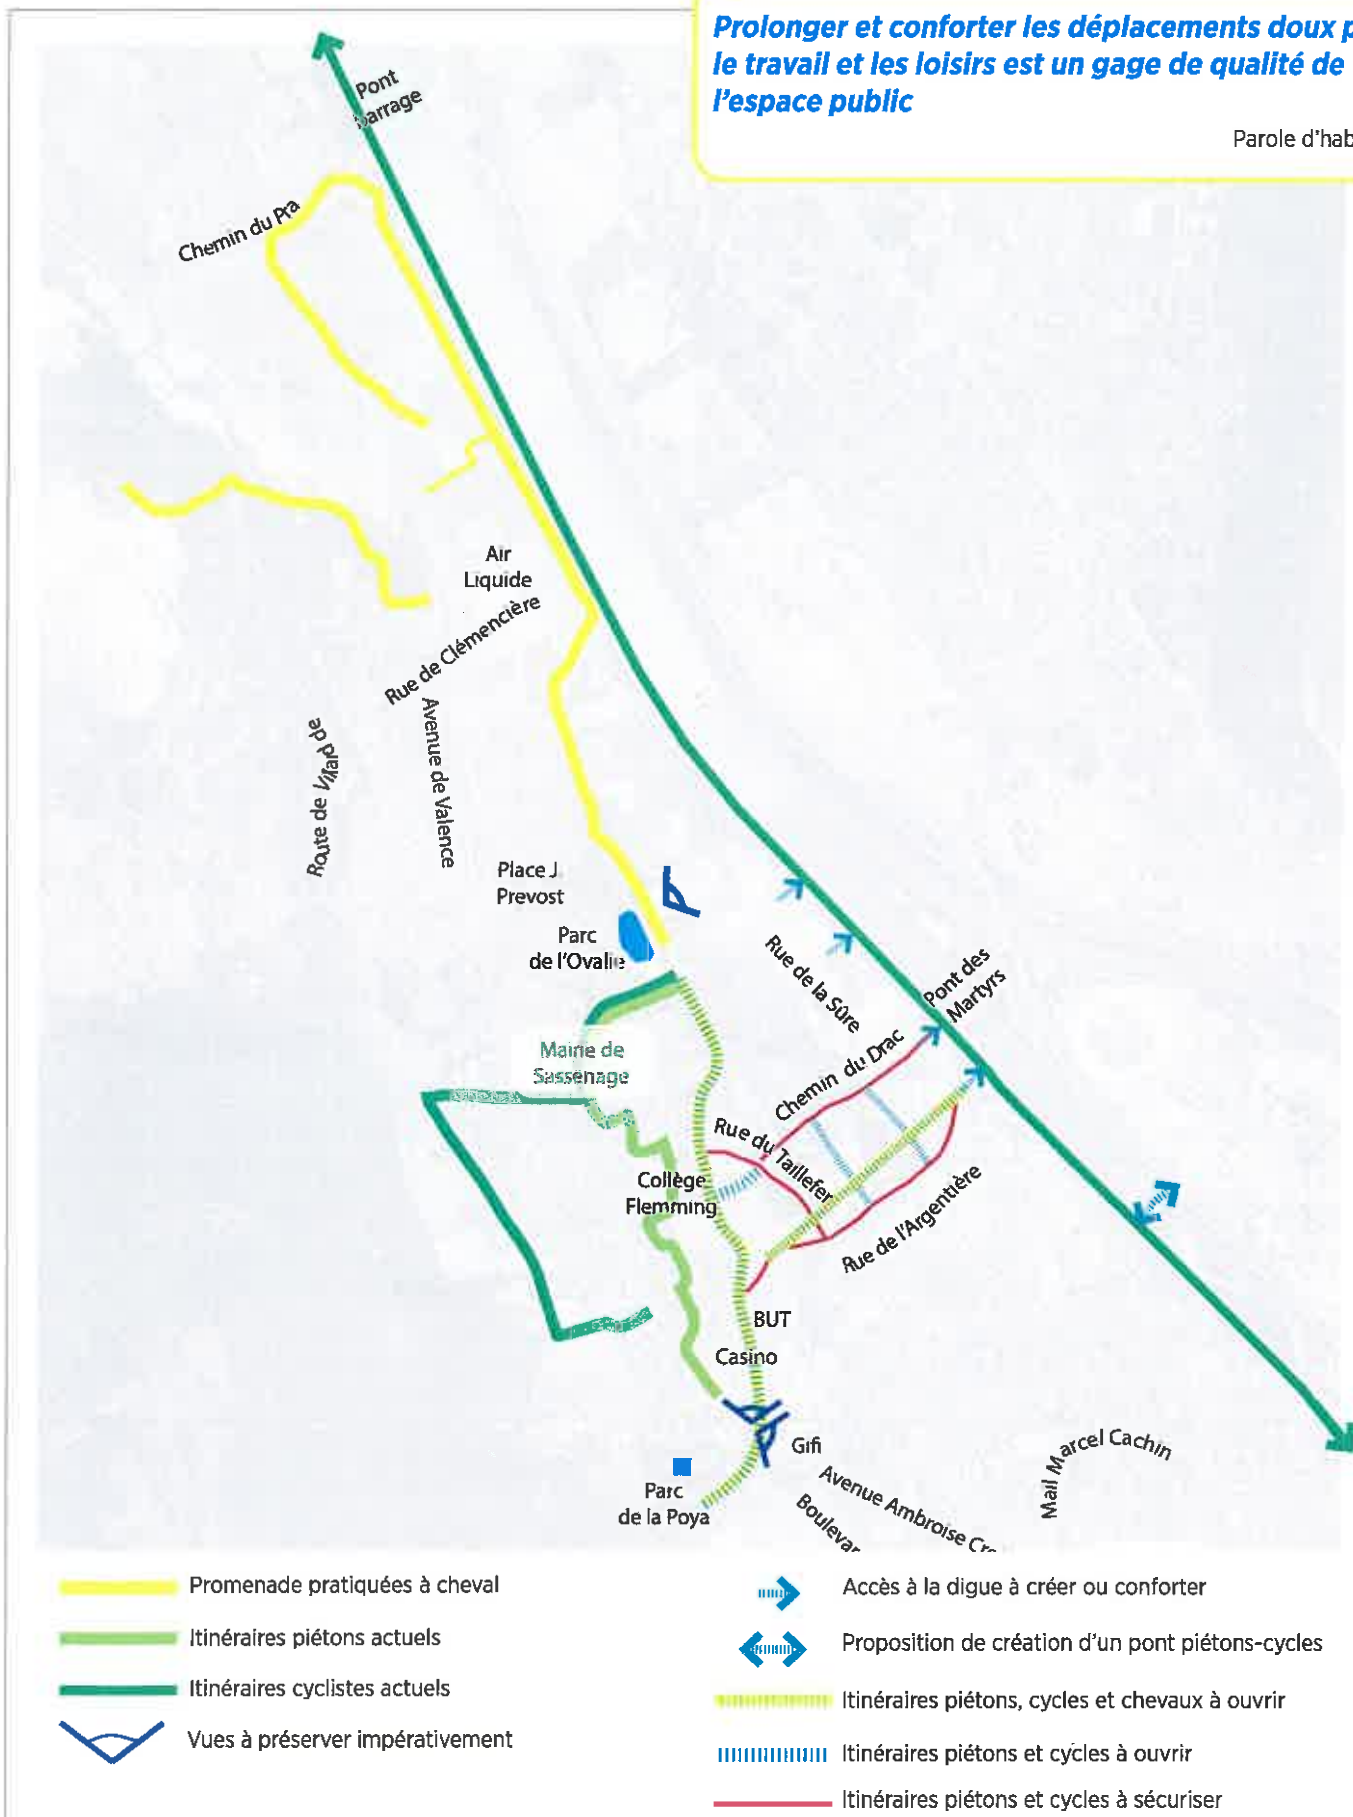 Prolonger et conforter les déplacements doux p
le travail et les loisirs est un gage de qualité de
l'espace public
Parole d'hab
Pont
barrage
Chemin du Pra
Air
Liquide
Rue de Clémencière
Avenue de Valence
Route de Villard de
Place J.
Prevost
Parc
de l'Ovalie
Rue de la Sûre
Pont des
Martyrs
Mairie de
Sassenage
Chemin du Drac
Rue du Taillefer
Collège
Flemming
Rue de l'Argentière
BUT
Casino
Gifi
Parc
de la Poya
Avenue Ambroise Cro
Boulevar
Mail Marcel Cachin
Promenade pratiquées à cheval
Itinéraires piétons actuels
Itinéraires cyclistes actuels
Vues à préserver impérativement
Accès à la digue à créer ou conforter
Proposition de création d'un pont piétons-cycles
Itinéraires piétons, cycles et chevaux à ouvrir
Itinéraires piétons et cycles à ouvrir
Itinéraires piétons et cycles à sécuriser